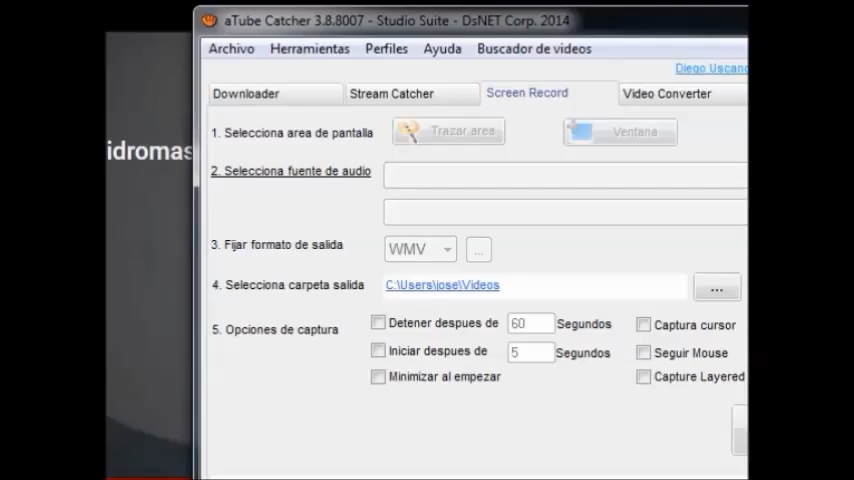 aTube Catcher 3.8.8007 - Studio Suite - DsNET Corp. 2014
Archivo Herramientas Perfiles Ayuda Buscador de videos
Diego Uscano
Downloader Stream Catcher Screen Record Video Converter
1. Selecciona area de pantalla Trazar area Ventana
idromas
2. Selecciona fuente de audio
3. Fijar formato de salida WMV ...
4. Selecciona carpeta salida C:\Users\jose\Videos ...
5. Opciones de captura
Detener despues de 60 Segundos Captura cursor
Iniciar despues de 5 Segundos Seguir Mouse
Minimizar al empezar Capture Layered